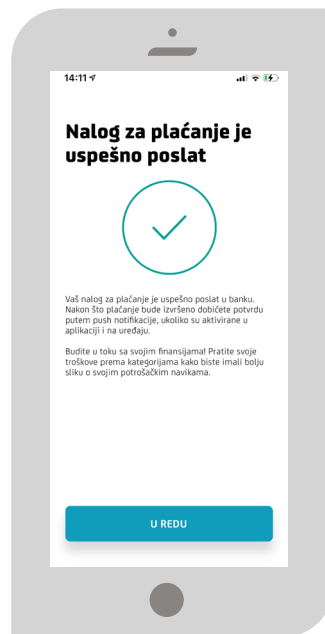 14:11
Nalog za plaćanje je
uspešno poslat
Vaš nalog za plaćanje je uspešno poslat u banku.
Nakon što plaćanje bude izvršeno dobićete potvrdu
putem push notifikacije, ukoliko su aktivirane u
aplikaciji i na uređaju.
Budite u toku sa svojim finansijama! Pratite svoje
troškove prema kategorijama kako biste imali bolju
sliku o svojim potrošačkim navikama.
U REDU